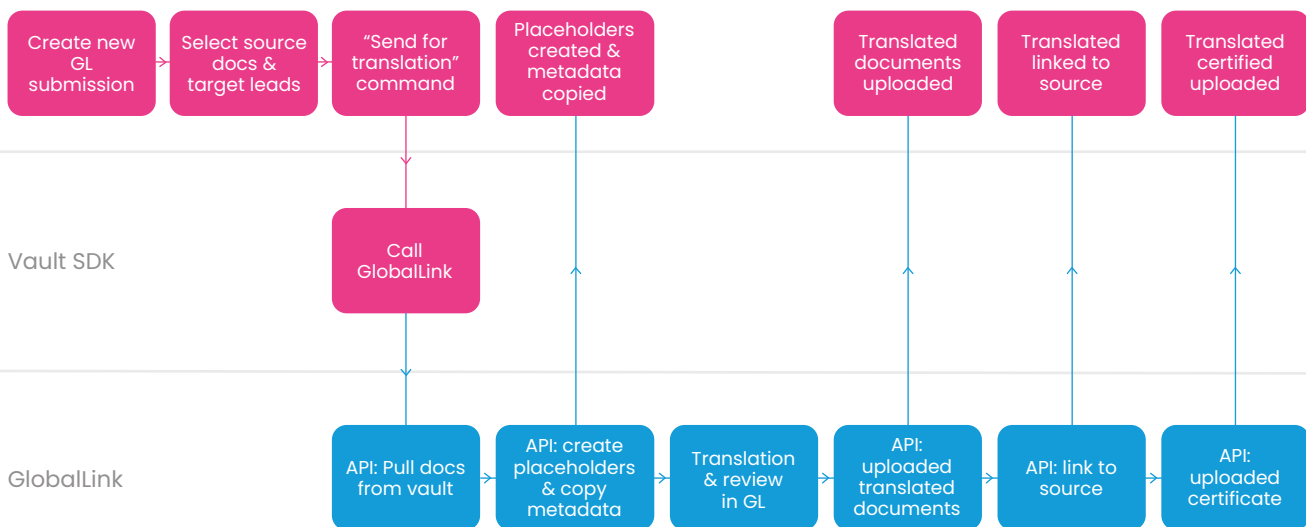 Create new
GL
submission
Select source
docs &
target leads
“Send for
translation”
command
Placeholders
created &
metadata
copied
Translated
documents
uploaded
Translated
linked to
source
Translated
certified
uploaded
Vault SDK
Call
GlobalLink
GlobalLink
API: Pull docs
from vault
API: create
placeholders
& copy
metadata
Translation
& review
in GL
API:
uploaded
translated
documents
API: link to
source
API:
uploaded
certificate